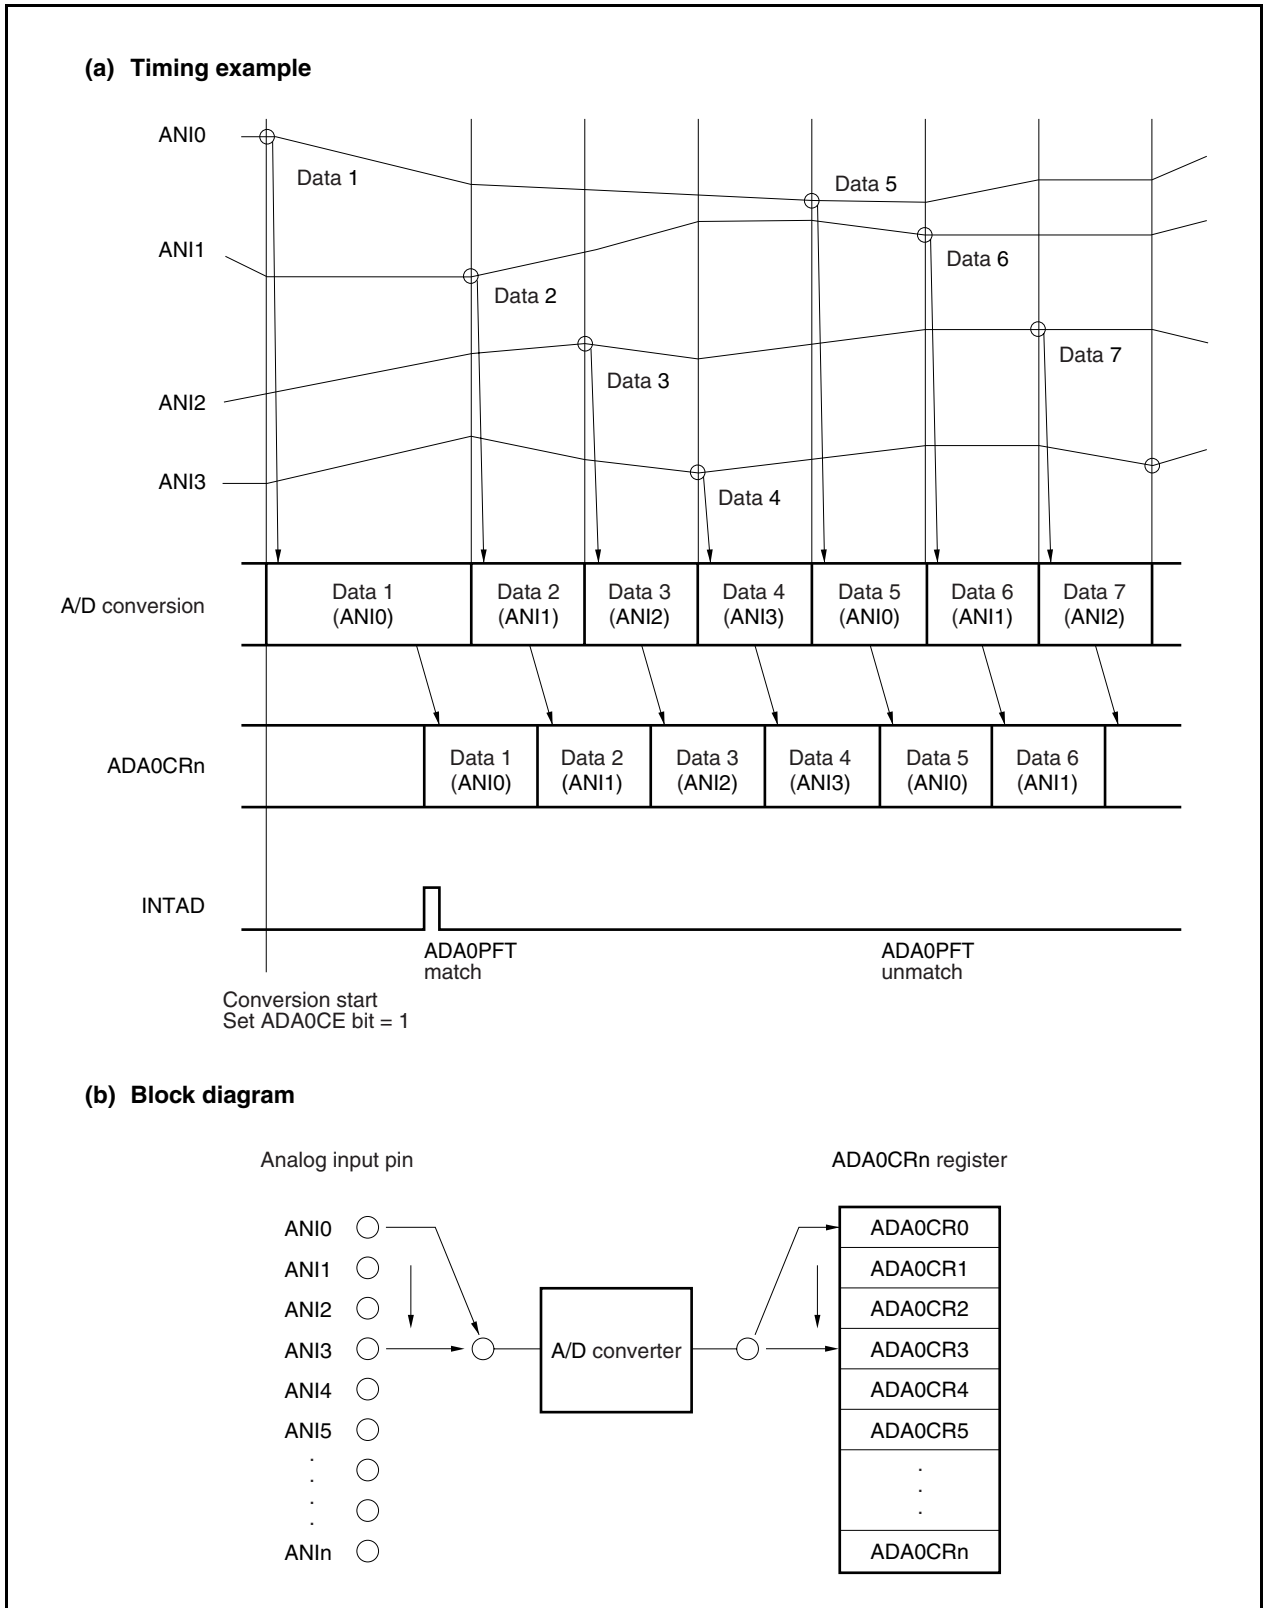 (a) Timing example
ANI0
Data 1
Data 5
ANI1
Data 6
Data 2
Data 7
Data 3
ANI2
ANI3
Data 4
A/D conversion
Data 1 (ANI0)
Data 2 (ANI1)
Data 3 (ANI2)
Data 4 (ANI3)
Data 5 (ANI0)
Data 6 (ANI1)
Data 7 (ANI2)
ADA0CRn
Data 1 (ANI0)
Data 2 (ANI1)
Data 3 (ANI2)
Data 4 (ANI3)
Data 5 (ANI0)
Data 6 (ANI1)
INTAD
ADA0PFT
match
ADA0PFT
unmatch
Conversion start
Set ADA0CE bit = 1
(b) Block diagram
Analog input pin
ADA0CRn register
ANI0
ANI1
ANI2
ANI3
ANI4
ANI5
.
.
.
.
ANIn
A/D converter
ADA0CR0
ADA0CR1
ADA0CR2
ADA0CR3
ADA0CR4
ADA0CR5
.
.
.
ADA0CRn